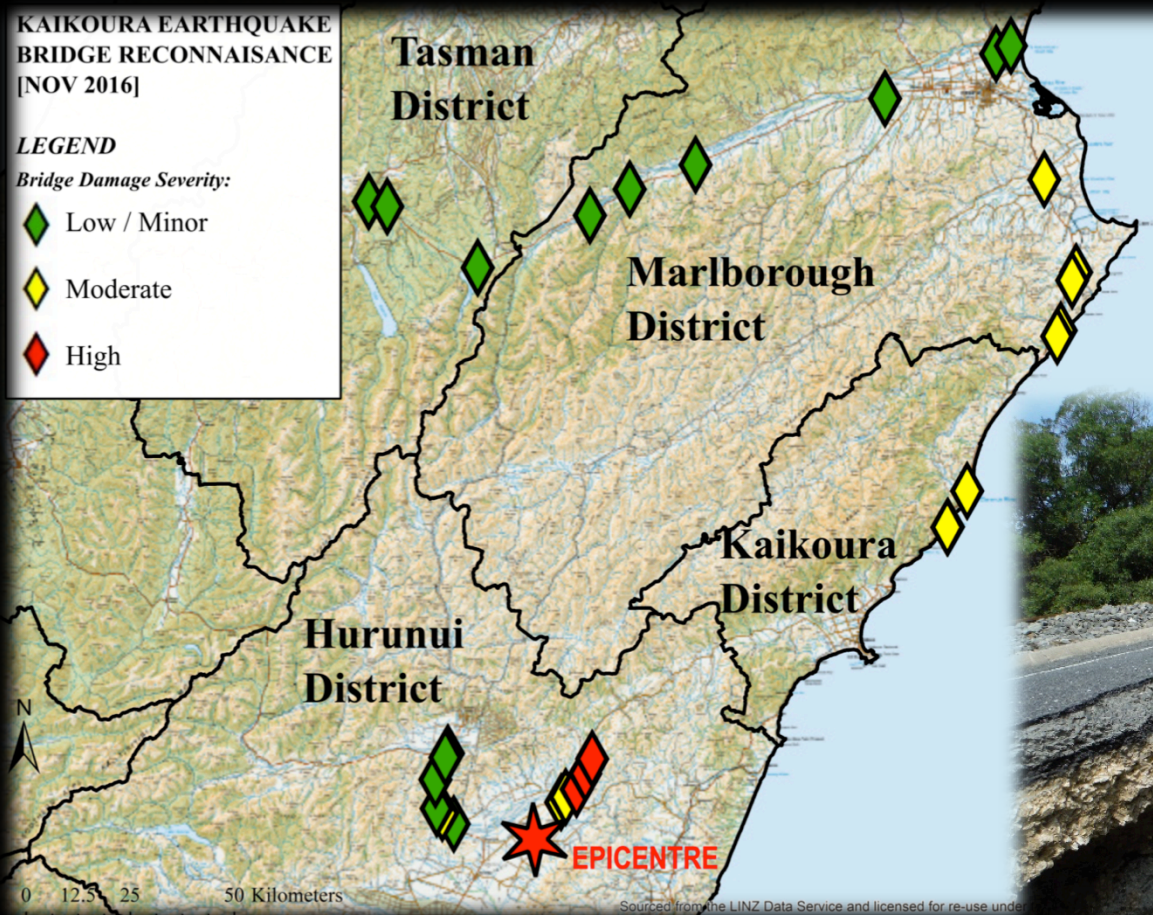 KAIKOURA EARTHQUAKE
BRIDGE RECONNAISANCE
[NOV 2016]
LEGEND
Bridge Damage Severity:
Low / Minor
Moderate
High
Tasman
District
Marlborough
District
Kaikoura
District
Hurunui
District
EPICENTRE
N
0 12.5 25 50 Kilometers
Sourced from the LINZ Data Service and licensed for re-use under